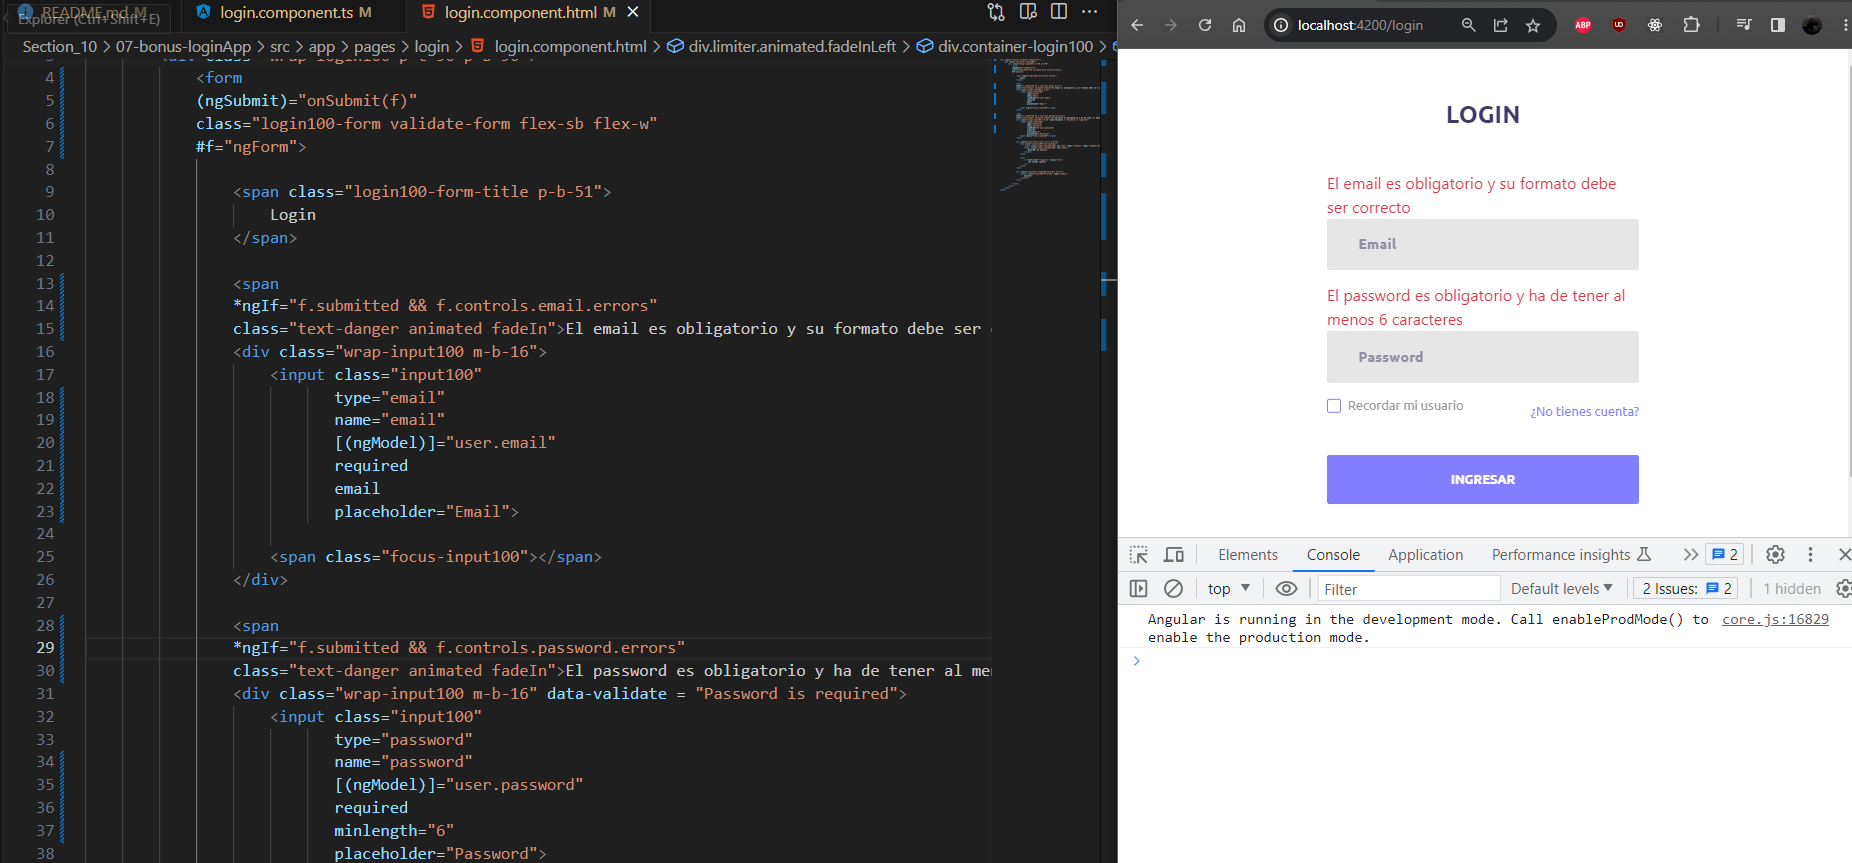 README.md M
Explorer (Ctrl+Shift+E)
login.component.ts M
login.component.html M
Section_10 > 07-bonus-loginApp > src > app > pages > login > login.component.html > div.limiter.animated.fadeInLeft > div.container-login100 >
4 <form
5 (ngSubmit)="onSubmit(f)"
6 class="login100-form validate-form flex-sb flex-w"
7 #f="ngForm">
8
9 <span class="login100-form-title p-b-51">
10 Login
11 </span>
12
13 <span
14 *ngIf="f.submitted && f.controls.email.errors"
15 class="text-danger animated fadeIn">El email es obligatorio y su formato debe ser
16 <div class="wrap-input100 m-b-16">
17 <input class="input100"
18 type="email"
19 name="email"
20 [(ngModel)]="user.email"
21 required
22 email
23 placeholder="Email">
24
25 <span class="focus-input100"></span>
26 </div>
27
28 <span
29 *ngIf="f.submitted && f.controls.password.errors"
30 class="text-danger animated fadeIn">El password es obligatorio y ha de tener al me
31 <div class="wrap-input100 m-b-16" data-validate = "Password is required">
32 <input class="input100"
33 type="password"
34 name="password"
35 [(ngModel)]="user.password"
36 required
37 minlength="6"
38 placeholder="Password">
localhost:4200/login
ABP
LOGIN
El email es obligatorio y su formato debe
ser correcto
Email
El password es obligatorio y ha de tener al
menos 6 caracteres
Password
Recordar mi usuario
¿No tienes cuenta?
INGRESAR
Elements Console Application Performance insights 2
top Filter Default levels 2 Issues: 2 1 hidden
Angular is running in the development mode. Call enableProdMode() to core.js:16829
enable the production mode.